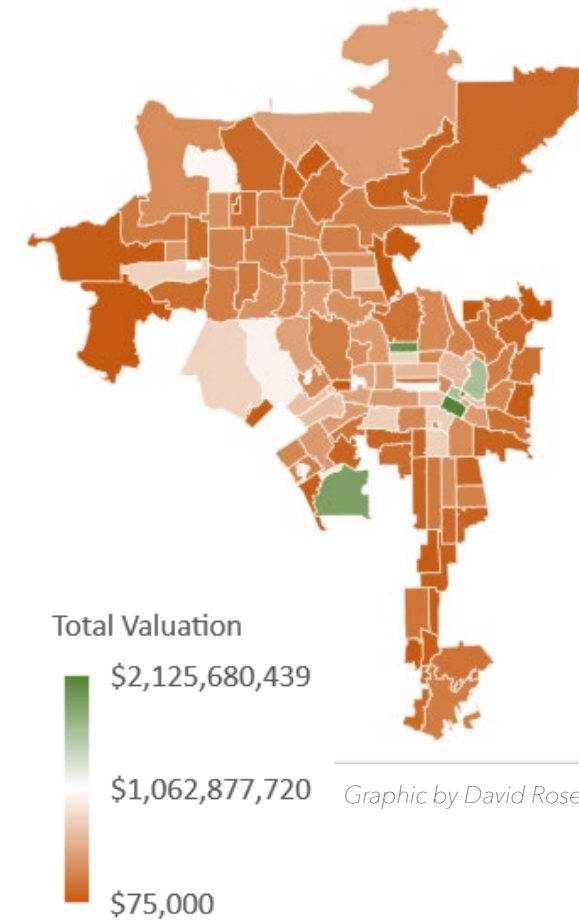 Total Valuation
$2,125,680,439
$1,062,877,720
Graphic by David Rose
$75,000